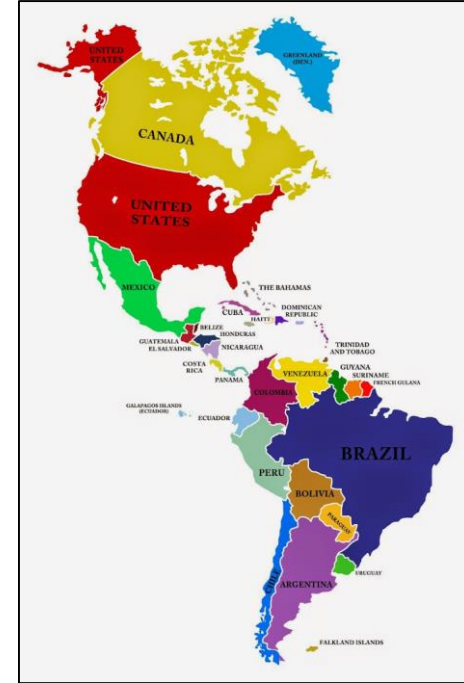 UNITED
STATES
GREENLAND
(DEN.)
CANADA
UNITED
STATES
MEXICO
THE BAHAMAS
CUBA
HAITI
DOMINICAN
REPUBLIC
BELIZE
HONDURAS
GUATEMALA
EL SALVADOR
NICARAGUA
COSTA
RICA
PANAMA
TRINIDAD
AND TOBAGO
VENEZUELA
GUYANA
SURINAME
FRENCH GUIANA
COLOMBIA
GALAPAGOS ISLANDS
(ECUADOR)
ECUADOR
BRAZIL
PERU
BOLIVIA
PARAGUAY
CHILE
ARGENTINA
URUGUAY
FALKLAND ISLANDS